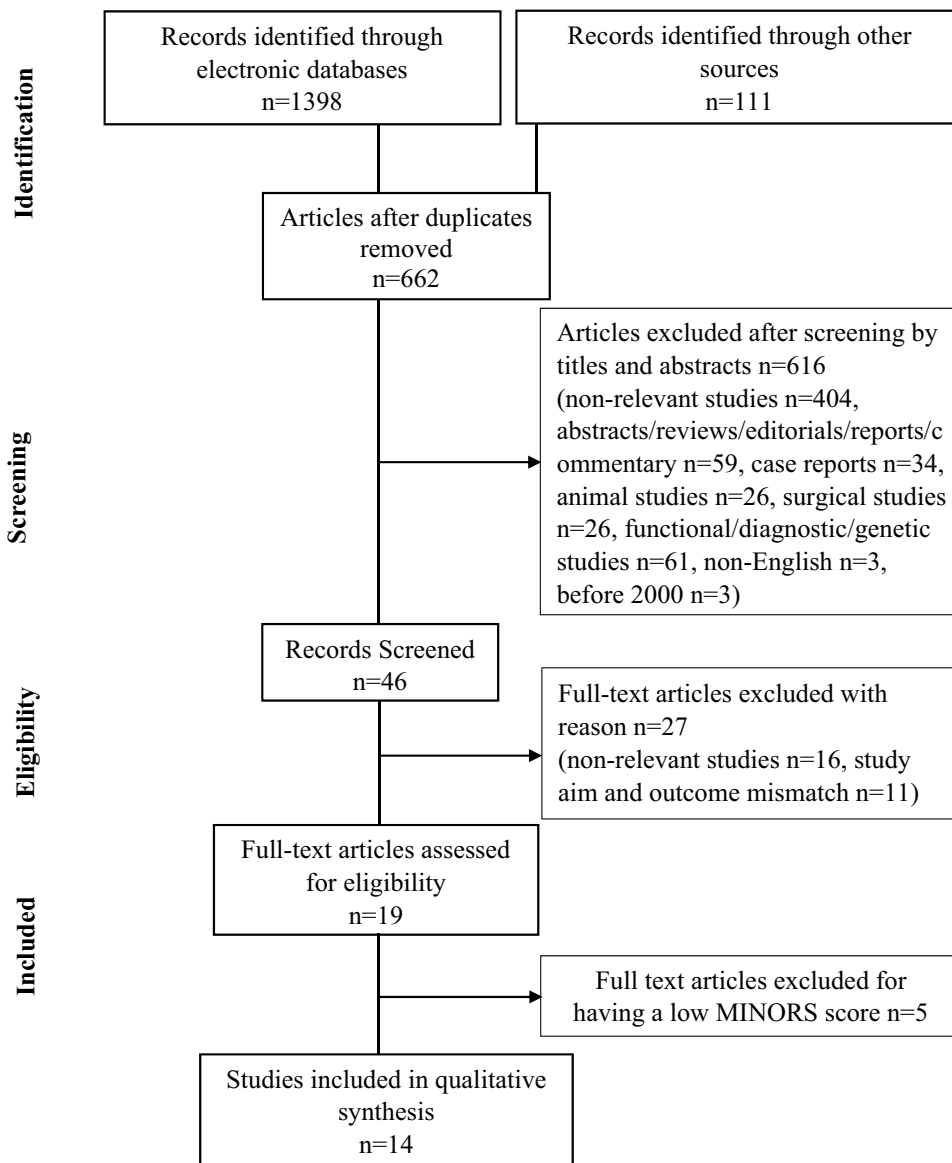 Records identified through
electronic databases
n=1398
Records identified through other
sources
n=111
Identification
Articles after duplicates
removed
n=662
Articles excluded after screening by
titles and abstracts n=616
(non-relevant studies n=404,
abstracts/reviews/editorials/reports/c
ommentary n=59, case reports n=34,
animal studies n=26, surgical studies
n=26, functional/diagnostic/genetic
studies n=61, non-English n=3,
before 2000 n=3)
Screening
Records Screened
n=46
Full-text articles excluded with
reason n=27
(non-relevant studies n=16, study
aim and outcome mismatch n=11)
Eligibility
Full-text articles assessed
for eligibility
n=19
Included
Full text articles excluded for
having a low MINORS score n=5
Studies included in qualitative
synthesis
n=14